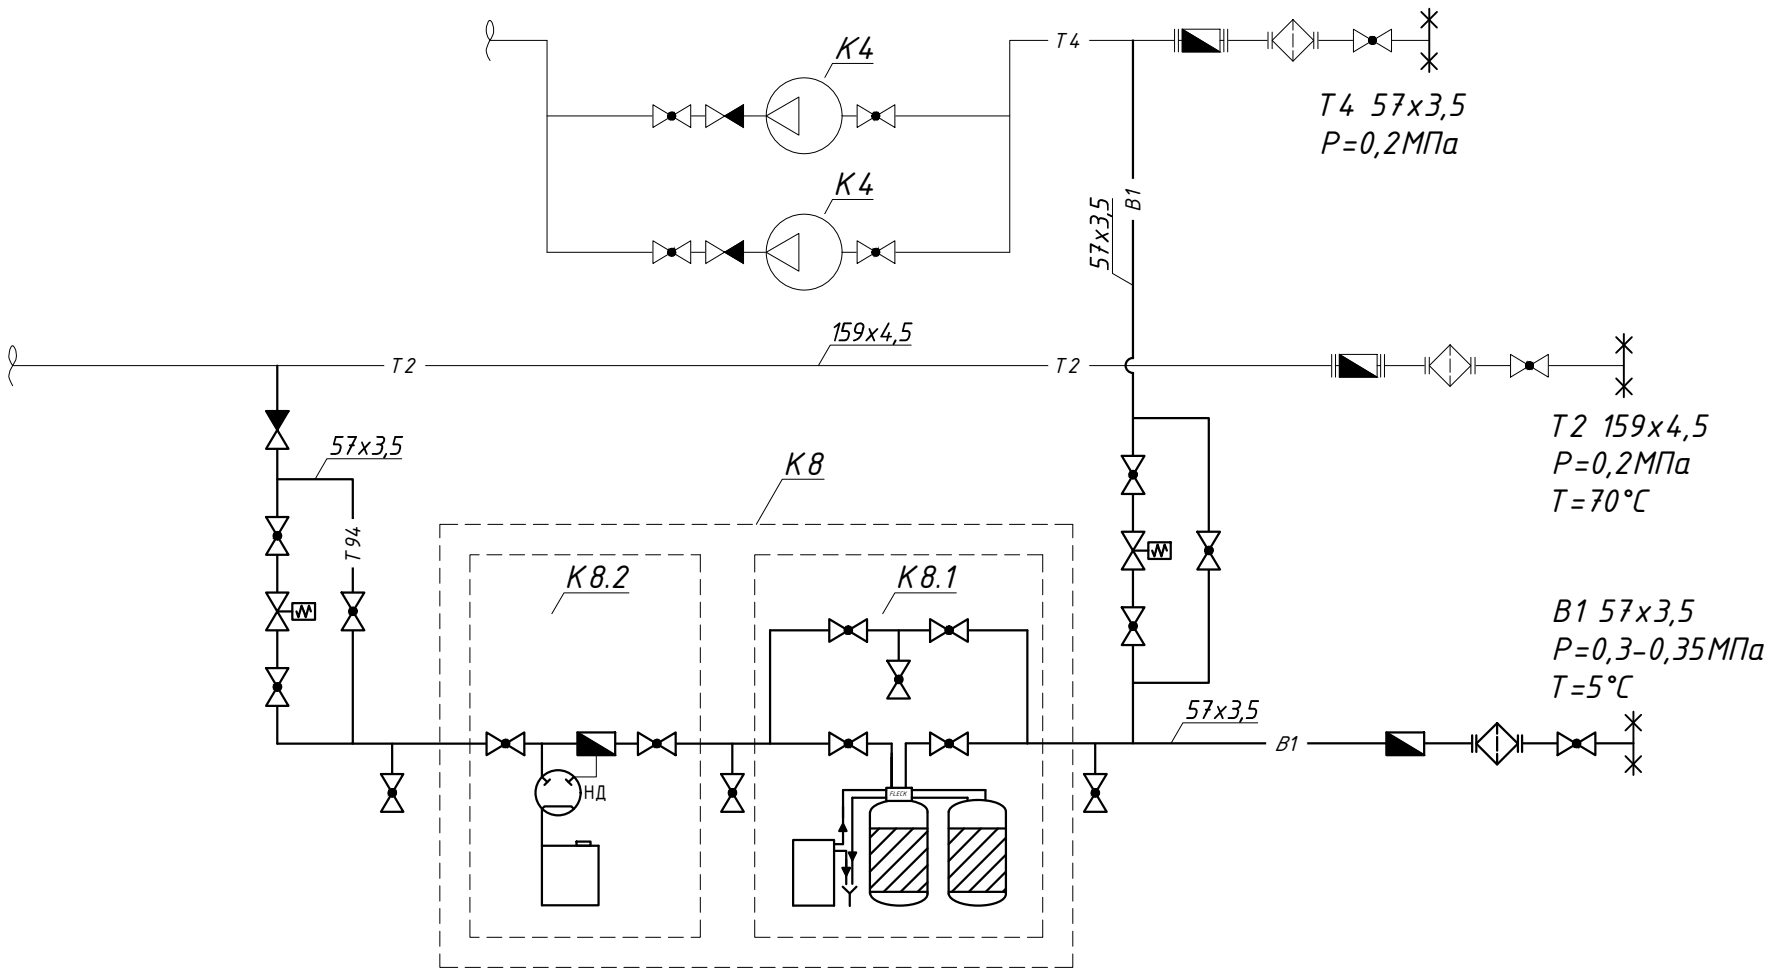 К4
Т4
Т4 57х3,5
Р=0,2МПа
К4
В1
57х3,5
159х4,5
Т2
Т2
Т2 159х4,5
Р=0,2МПа
Т=70°С
57х3,5
К8
Т94
К8.2
К8.1
В1 57х3,5
Р=0,3-0,35МПа
Т=5°С
57х3,5
В1
НД
FLECK